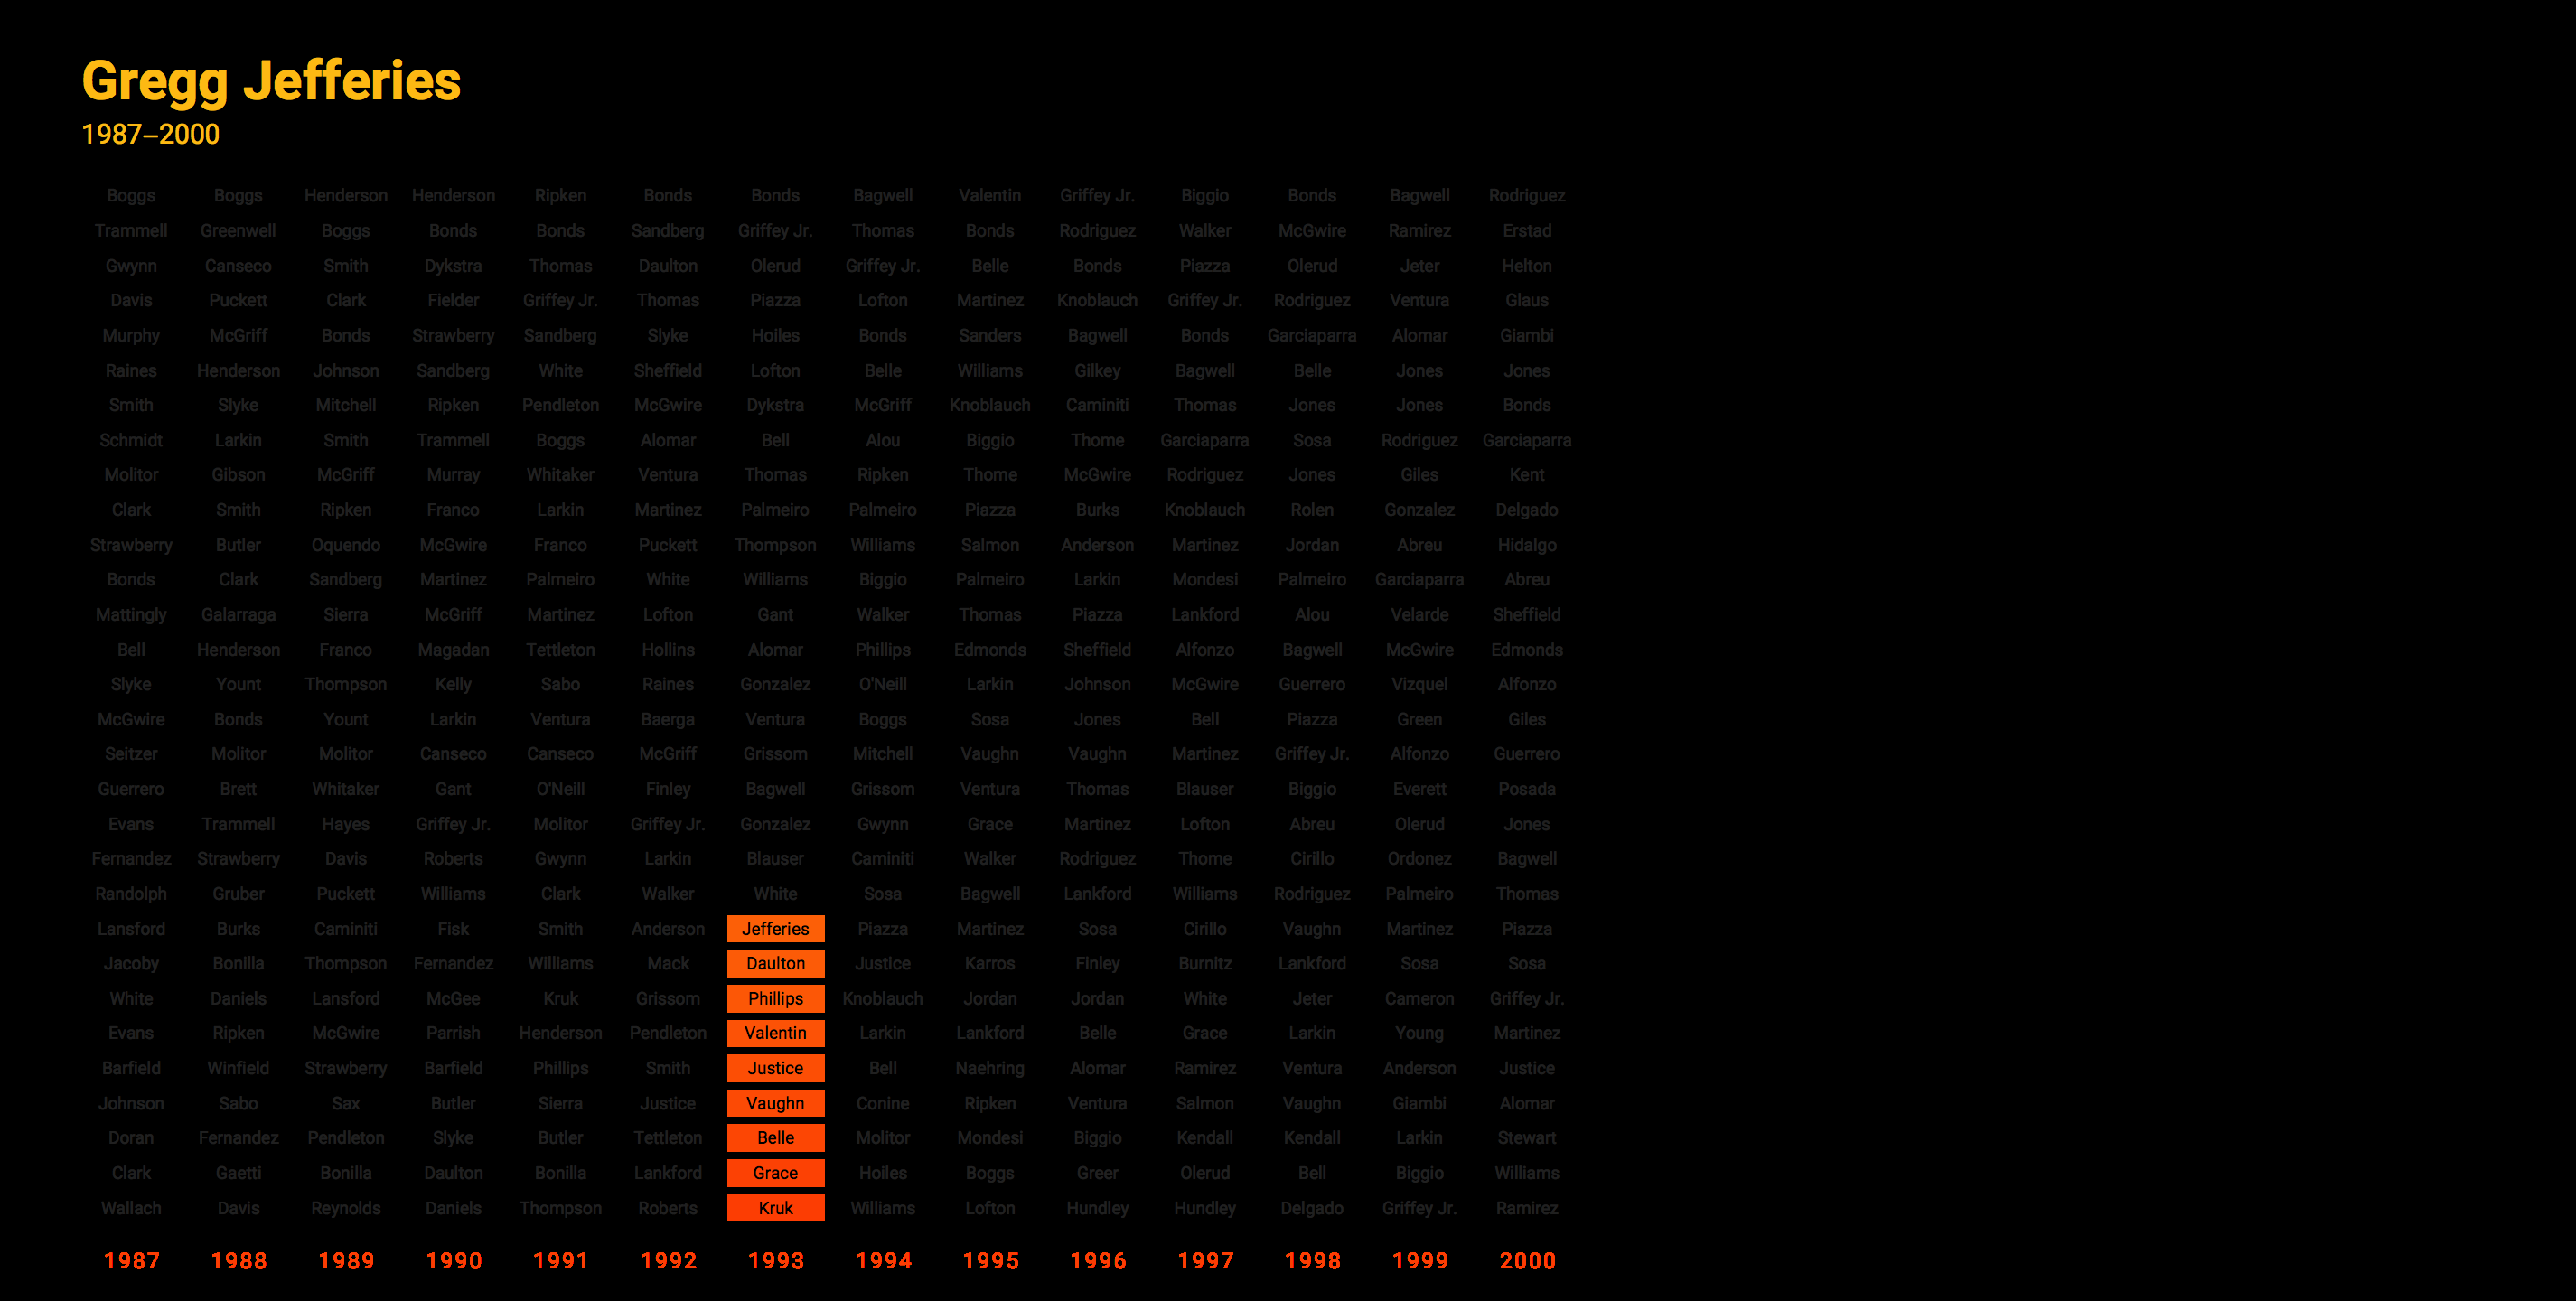 Gregg Jefferies
1987–2000
Boggs Boggs Henderson Henderson Ripken Bonds Bonds Bagwell Valentin Griffey Jr. Biggio Bonds Bagwell Rodriguez
Trammell Greenwell Boggs Bonds Bonds Sandberg Griffey Jr. Thomas Bonds Rodriguez Walker McGwire Ramirez Erstad
Gwynn Canseco Smith Dykstra Thomas Daulton Olerud Griffey Jr. Belle Bonds Piazza Olerud Jeter Helton
Davis Puckett Clark Fielder Griffey Jr. Thomas Piazza Lofton Martinez Knoblauch Griffey Jr. Rodriguez Ventura Glaus
Murphy McGriff Bonds Strawberry Sandberg Slyke Hoiles Bonds Sanders Bagwell Bonds Garciaparra Alomar Giambi
Raines Henderson Johnson Sandberg White Sheffield Lofton Belle Williams Gilkey Bagwell Belle Jones Jones
Smith Slyke Mitchell Ripken Pendleton McGwire Dykstra McGriff Knoblauch Caminiti Thomas Jones Jones Bonds
Schmidt Larkin Smith Trammell Boggs Alomar Bell Alou Biggio Thome Garciaparra Sosa Rodriguez Garciaparra
Molitor Gibson McGriff Murray Whitaker Ventura Thomas Ripken Thome McGwire Rodriguez Jones Giles Kent
Clark Smith Ripken Franco Larkin Martinez Palmeiro Palmeiro Piazza Burks Knoblauch Rolen Gonzalez Delgado
Strawberry Butler Oquendo McGwire Franco Puckett Thompson Williams Salmon Anderson Martinez Jordan Abreu Hidalgo
Bonds Clark Sandberg Martinez Palmeiro White Williams Biggio Palmeiro Larkin Mondesi Palmeiro Garciaparra Abreu
Mattingly Galarraga Sierra McGriff Martinez Lofton Gant Walker Thomas Piazza Lankford Alou Velarde Sheffield
Bell Henderson Franco Magadan Tettleton Hollins Alomar Phillips Edmonds Sheffield Alfonzo Bagwell McGwire Edmonds
Slyke Yount Thompson Kelly Sabo Raines Gonzalez O'Neill Larkin Johnson McGwire Guerrero Vizquel Alfonzo
McGwire Bonds Yount Larkin Ventura Baerga Ventura Boggs Sosa Jones Bell Piazza Green Giles
Seitzer Molitor Molitor Canseco Canseco McGriff Grissom Mitchell Vaughn Vaughn Martinez Griffey Jr. Alfonzo Guerrero
Guerrero Brett Whitaker Gant O'Neill Finley Bagwell Grissom Ventura Thomas Blauser Biggio Everett Posada
Evans Trammell Hayes Griffey Jr. Molitor Griffey Jr. Gonzalez Gwynn Grace Martinez Lofton Abreu Olerud Jones
Fernandez Strawberry Davis Roberts Gwynn Larkin Blauser Caminiti Walker Rodriguez Thome Cirillo Ordonez Bagwell
Randolph Gruber Puckett Williams Clark Walker White Sosa Bagwell Lankford Williams Rodriguez Palmeiro Thomas
Lansford Burks Caminiti Fisk Smith Anderson Jefferies Piazza Martinez Sosa Cirillo Vaughn Martinez Piazza
Jacoby Bonilla Thompson Fernandez Williams Mack Daulton Justice Karros Finley Burnitz Lankford Sosa Sosa
White Daniels Lansford McGee Kruk Grissom Phillips Knoblauch Jordan Jordan White Jeter Cameron Griffey Jr.
Evans Ripken McGwire Parrish Henderson Pendleton Valentin Larkin Lankford Belle Grace Larkin Young Martinez
Barfield Winfield Strawberry Barfield Phillips Smith Justice Bell Naehring Alomar Ramirez Ventura Anderson Justice
Johnson Sabo Sax Butler Sierra Justice Vaughn Conine Ripken Ventura Salmon Vaughn Giambi Alomar
Doran Fernandez Pendleton Slyke Butler Tettleton Belle Molitor Mondesi Biggio Kendall Kendall Larkin Stewart
Clark Gaetti Bonilla Daulton Bonilla Lankford Grace Hoiles Boggs Greer Olerud Bell Biggio Williams
Wallach Davis Reynolds Daniels Thompson Roberts Kruk Williams Lofton Hundley Hundley Delgado Griffey Jr. Ramirez
1987 1988 1989 1990 1991 1992 1993 1994 1995 1996 1997 1998 1999 2000